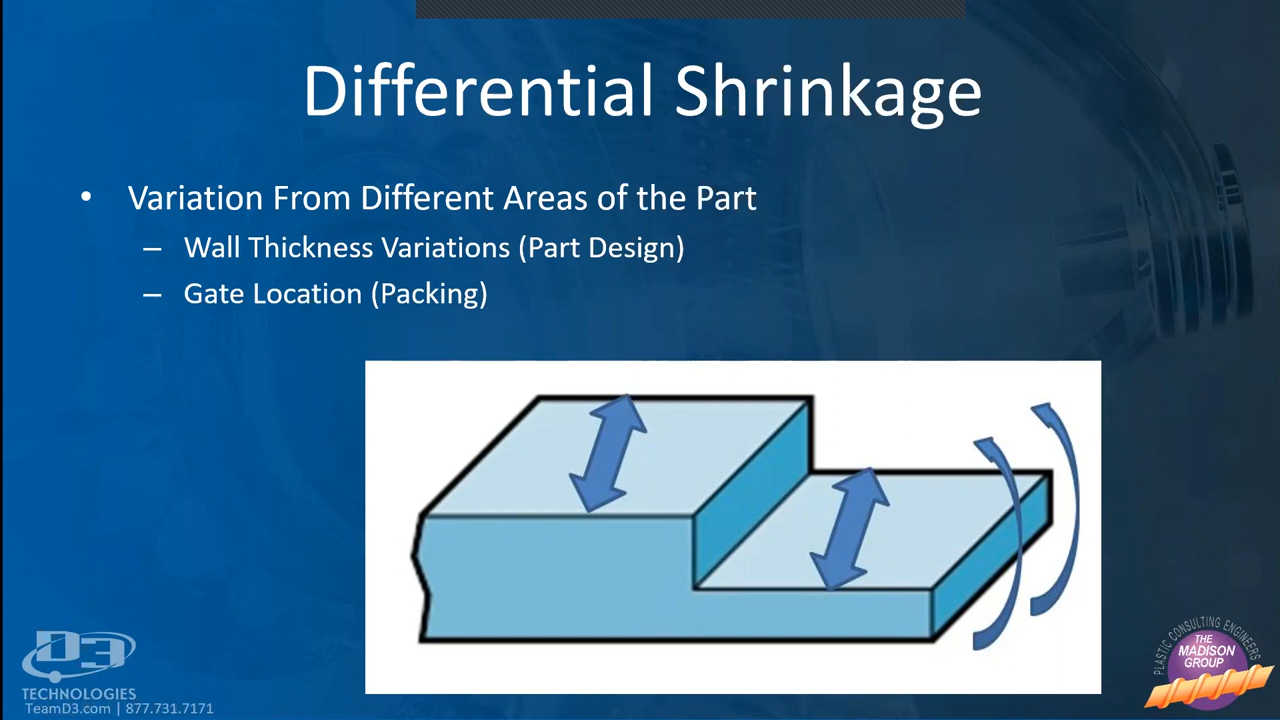 Differential Shrinkage
• Variation From Different Areas of the Part
– Wall Thickness Variations (Part Design)
– Gate Location (Packing)
D3
TECHNOLOGIES
TeamD3.com | 877.731.7171
PLASTIC CONSULTING ENGINEERS
THE
MADISON
GROUP